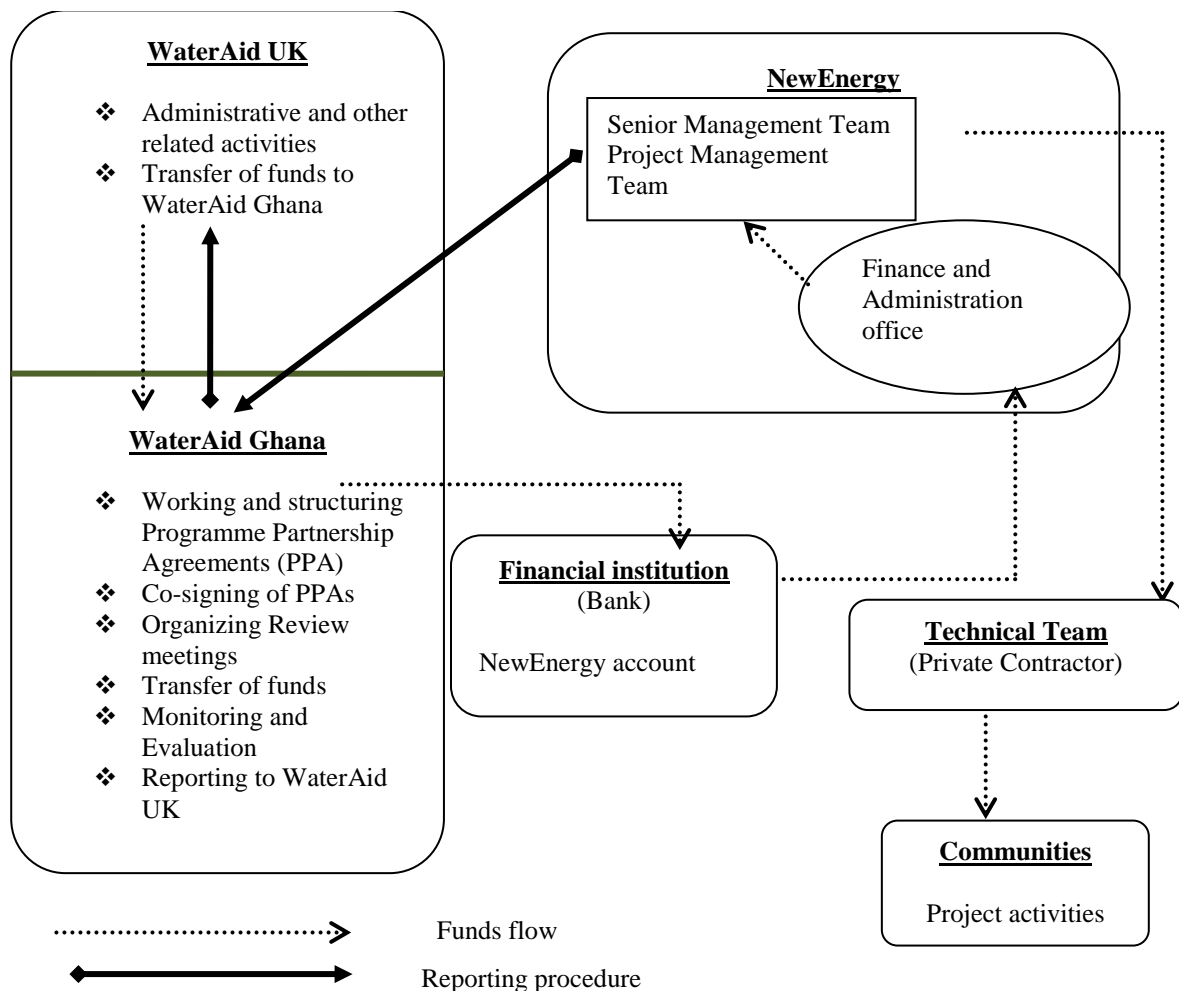 WaterAid UK
❖ Administrative and other
related activities
❖ Transfer of funds to
WaterAid Ghana
WaterAid Ghana
❖ Working and structuring
Programme Partnership
Agreements (PPA)
❖ Co-signing of PPAs
❖ Organizing Review
meetings
❖ Transfer of funds
❖ Monitoring and
Evaluation
❖ Reporting to WaterAid
UK
NewEnergy
Senior Management Team
Project Management
Team
Finance and
Administration
office
Financial institution
(Bank)
NewEnergy account
Technical Team
(Private Contractor)
Communities
Project activities
Funds flow
Reporting procedure